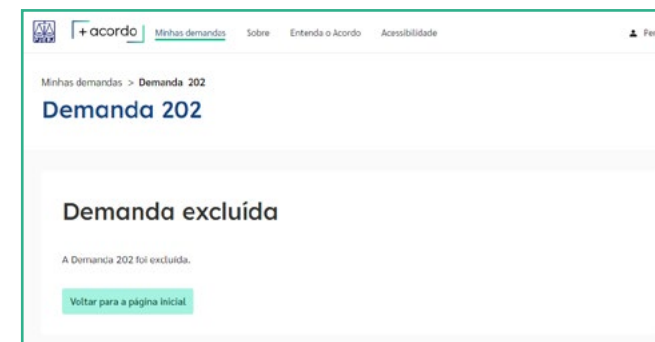 +acordo Minhas demandas Sobre Entenda o Acordo Acessibilidade
Minhas demandas > Demanda 202
Demanda 202
Demanda excluída
A Demanda 202 foi excluída.
Voltar para a página inicial